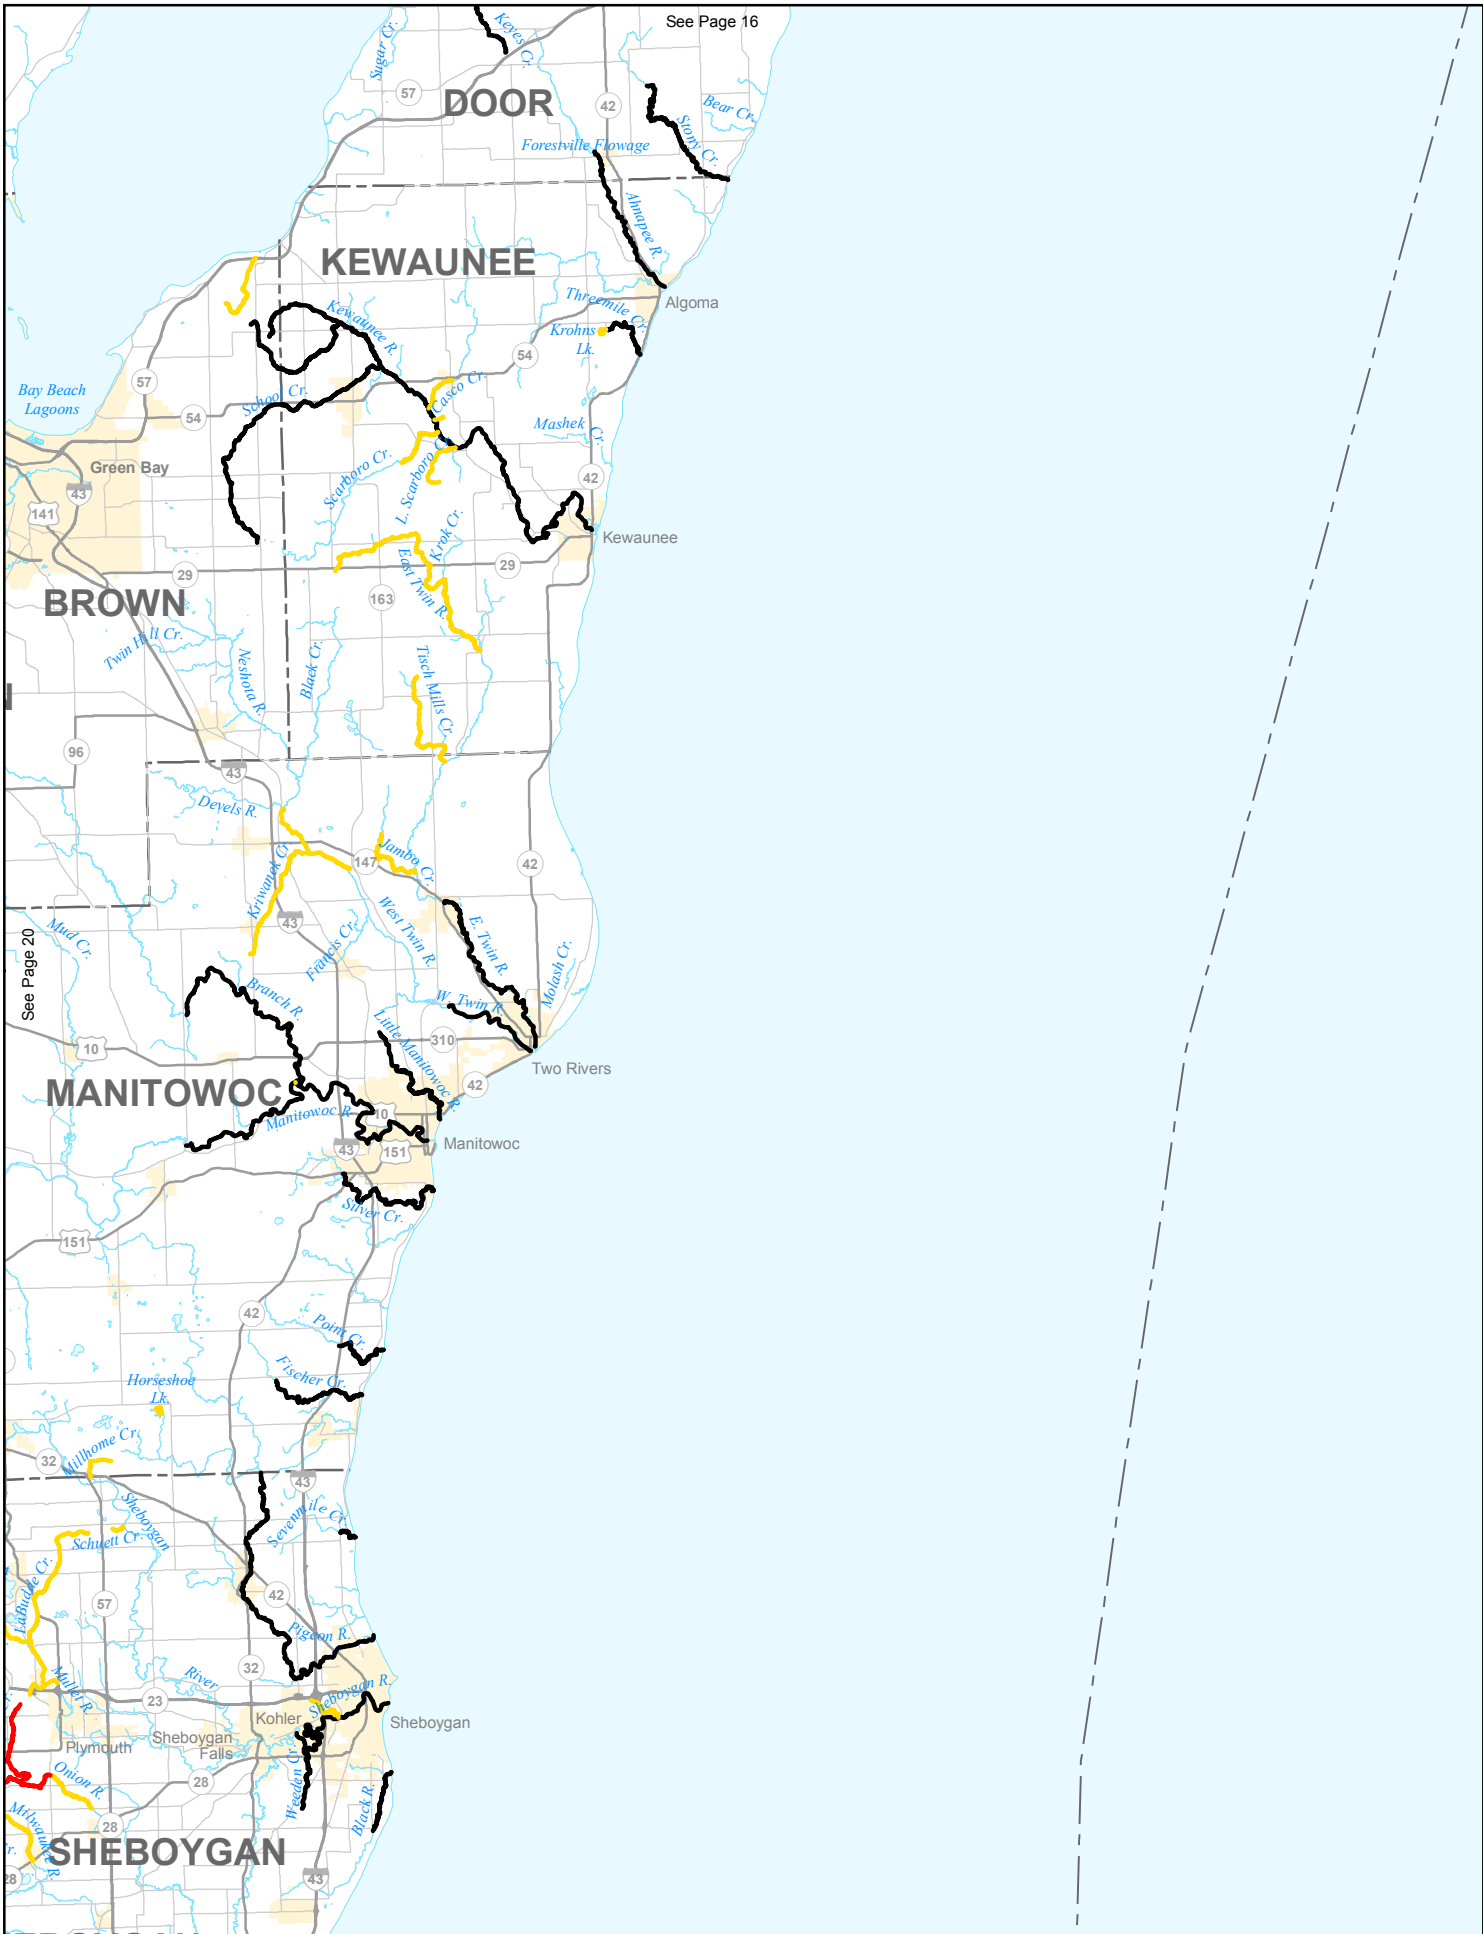 See Page 16
Keyes Cr.
Sugar Cr.
57
DOOR
42
Bear Cr.
Stony Cr.
Forestville Flowage
Ahnapee R.
KEWAUNEE
Algoma
Threemile Cr.
Kewaunee R.
Krohns
Lk.
54
57
Bay Beach
Lagoons
School Cr.
Casco Cr.
54
Mashek Cr.
Green Bay
Scarboro Cr.
L. Scarboro Cr.
43
42
141
Krok Cr.
Kewaunee
East Twin R.
29
29
163
BROWN
Twin Hill Cr.
Neshota R.
Black Cr.
Tisch Mills Cr.
96
43
Devels R.
147
Jambo Cr.
42
Kriwanek Cr.
43
Mud Cr.
See Page 20
Francis Cr.
West Twin R.
E. Twin R.
Molash Cr.
Branch R.
W. Twin R.
10
Little Manitowoc R.
310
Two Rivers
42
MANITOWOC
Manitowoc R.
10
43
151
Manitowoc
Silver Cr.
151
42
Point Cr.
Fischer Cr.
Horseshoe
Lk.
Millhome Cr.
32
43
Sheboygan
Sevenmile Cr.
Schuett Cr.
LaBudde Cr.
57
42
Pigeon R.
32
River
Mullet R.
23
Sheboygan R.
Kohler
Sheboygan
Sheboygan
Falls
Plymouth
Onion R.
28
Weeden Cr.
Black R.
Milwaukee R.
28
SHEBOYGAN
r.
28
43